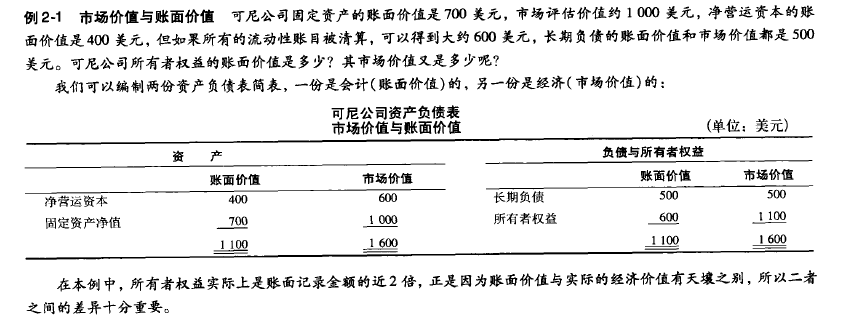 例2-1 市场价值与账面价值 可尼公司固定资产的账面价值是700 美元，市场评估价值约1 000 美元，净营运资本的账
面价值是400 美元，但如果所有的流动性账目被清算，可以得到大约600 美元，长期负债的账面价值和市场价值都是500
美元。可尼公司所有者权益的账面价值是多少？其市场价值又是多少呢？
我们可以编制两份资产负债表简表，一份是会计（账面价值）的，另一份是经济（市场价值）的：
可尼公司资产负债表
市场价值与账面价值 （单位：美元）
资 产 负债与所有者权益
账面价值 市场价值 账面价值 市场价值
净营运资本 400 600 长期负债 500 500
固定资产净值 700 1 000 所有者权益 600 1 100
1 100 1 600 1 100 1 600
在本例中，所有者权益实际上是账面记录金额的近2 倍，正是因为账面价值与实际的经济价值有天壤之别，所以二者
之间的差异十分重要。